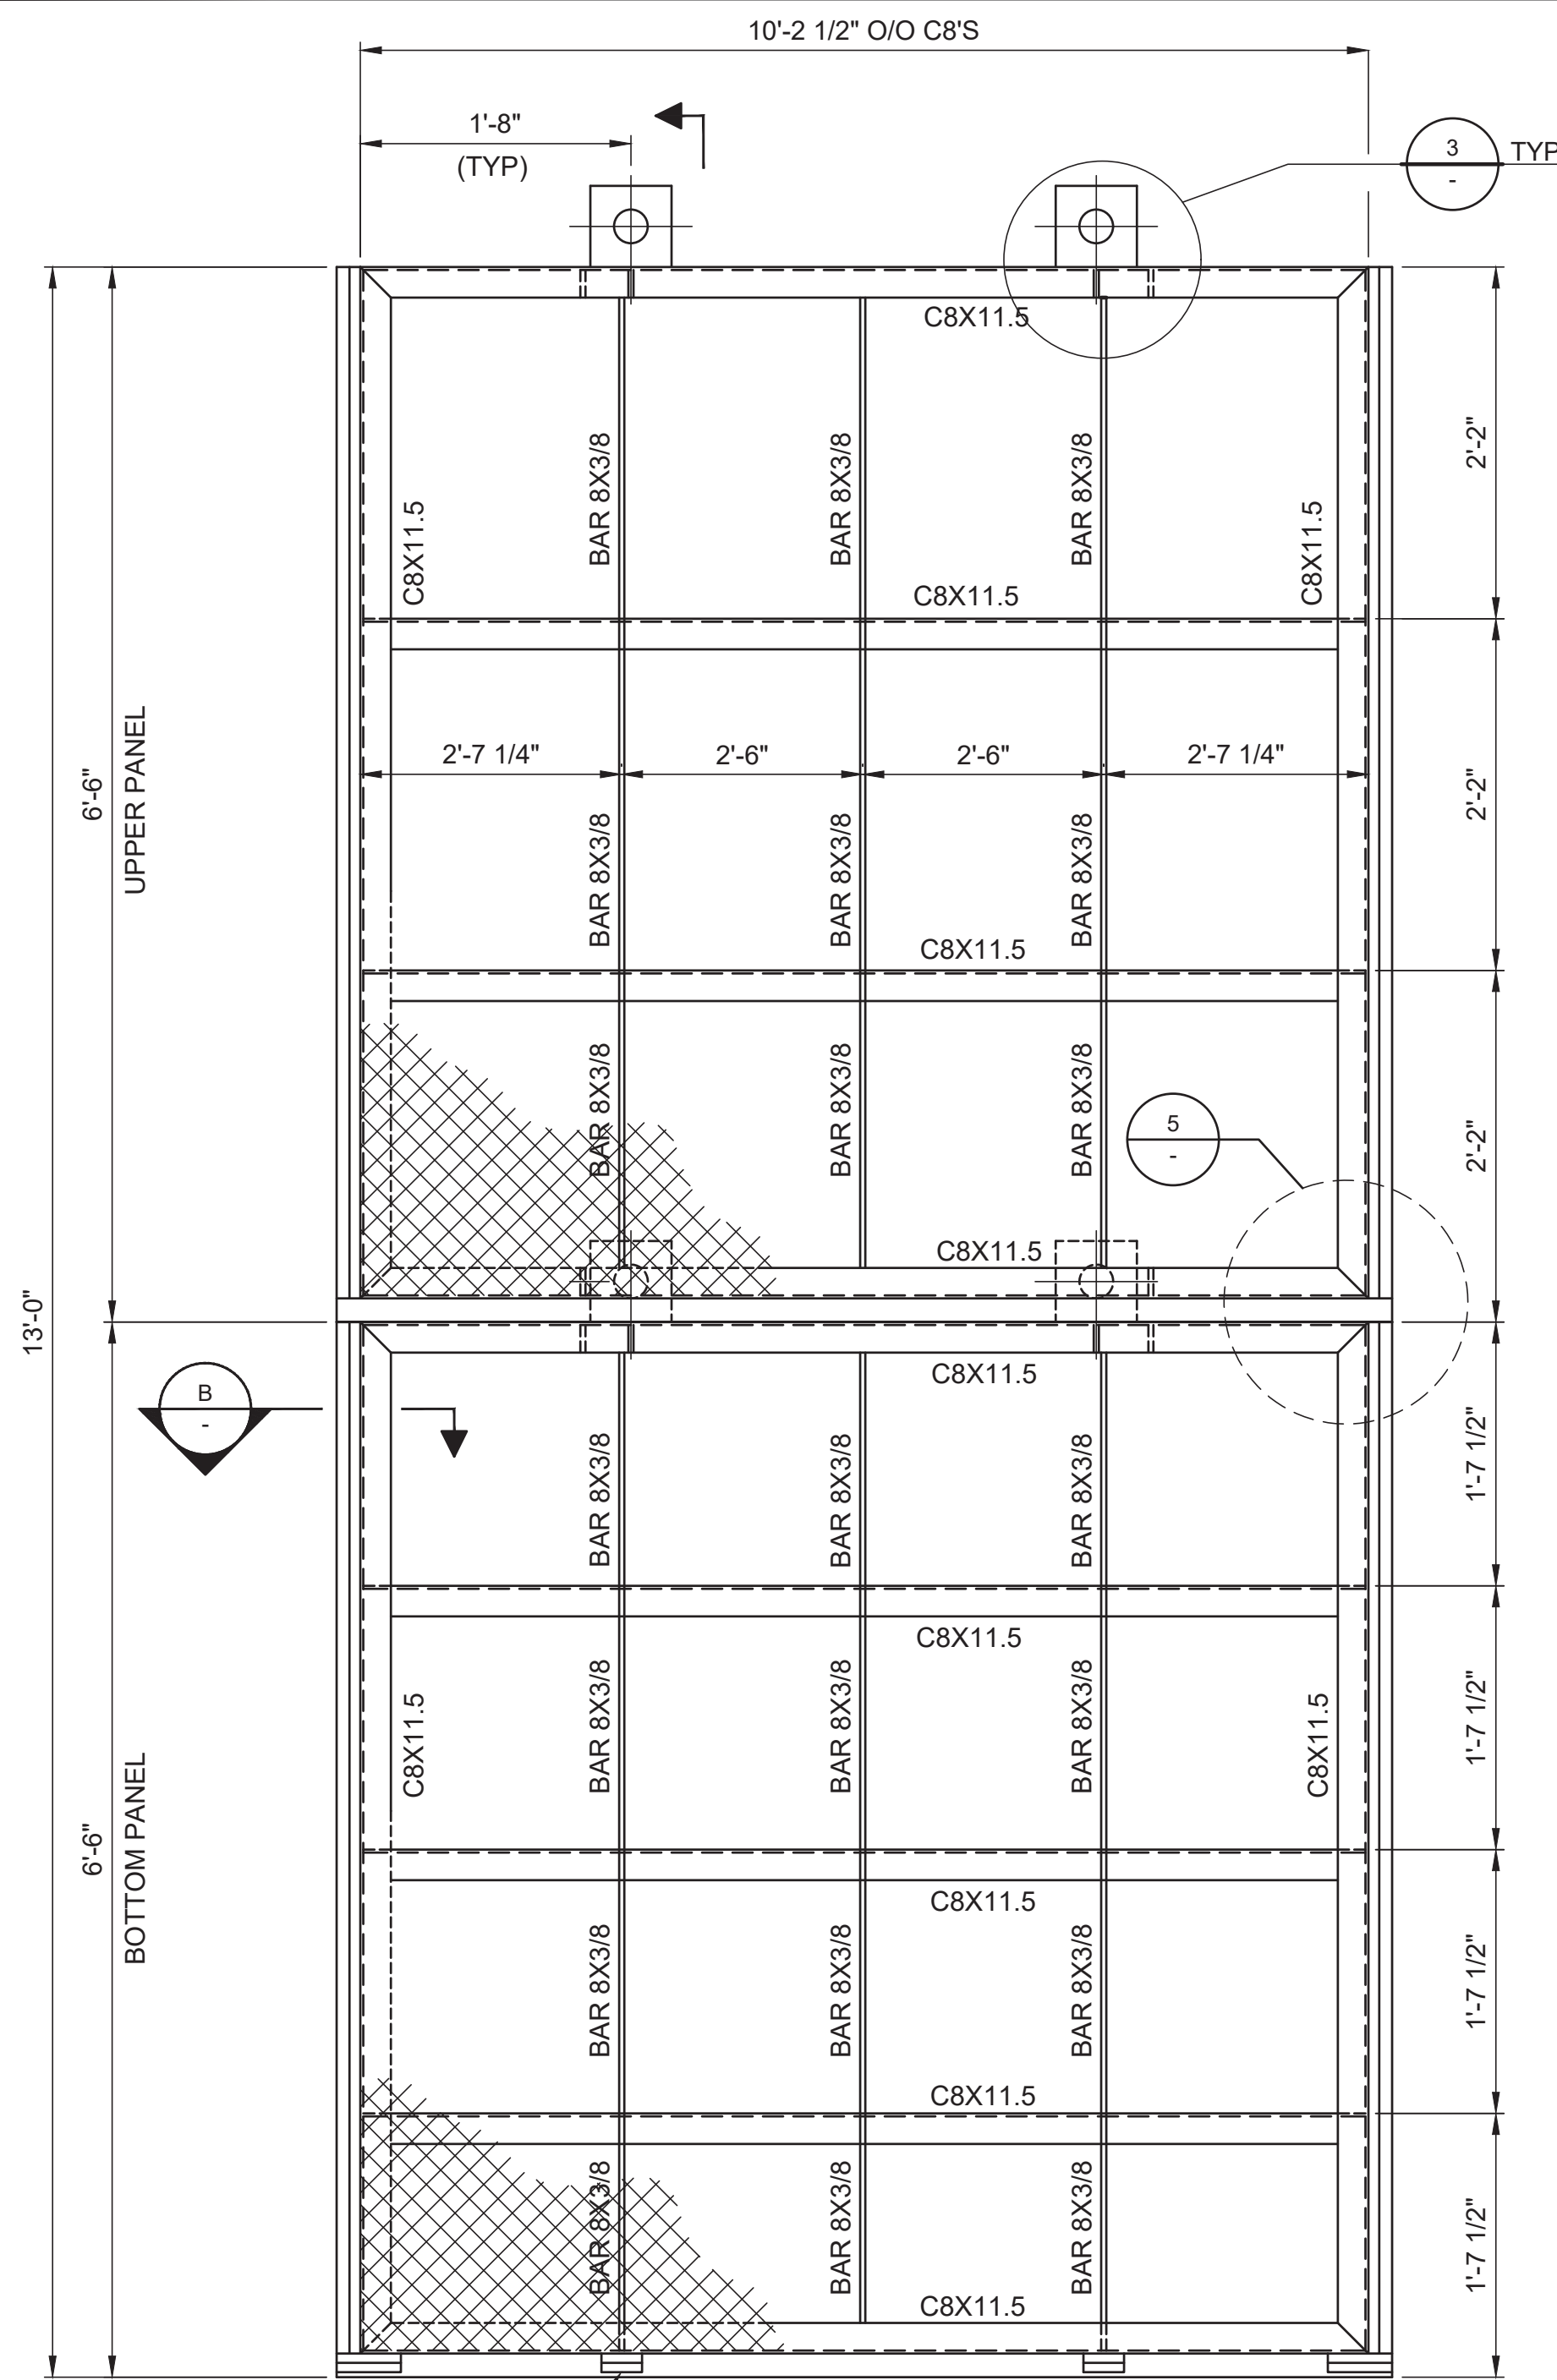 10'-2 1/2" O/O C8'S
1'-8"
(TYP)
3
-
TYP
C8X11.5
BAR 8X3/8
BAR 8X3/8
BAR 8X3/8
C8X11.5
C8X11.5
2'-2"
C8X11.5
6'-6"
UPPER PANEL
2'-7 1/4"
2'-6"
2'-6"
2'-7 1/4"
2'-2"
BAR 8X3/8
BAR 8X3/8
BAR 8X3/8
C8X11.5
BAR 8X3/8
BAR 8X3/8
BAR 8X3/8
5
-
2'-2"
C8X11.5
13'-0"
C8X11.5
B
-
BAR 8X3/8
BAR 8X3/8
BAR 8X3/8
1'-7 1/2"
C8X11.5
C8X11.5
BAR 8X3/8
BAR 8X3/8
BAR 8X3/8
C8X11.5
1'-7 1/2"
6'-6"
BOTTOM PANEL
C8X11.5
BAR 8X3/8
BAR 8X3/8
BAR 8X3/8
1'-7 1/2"
C8X11.5
BAR 8X3/8
BAR 8X3/8
BAR 8X3/8
1'-7 1/2"
C8X11.5